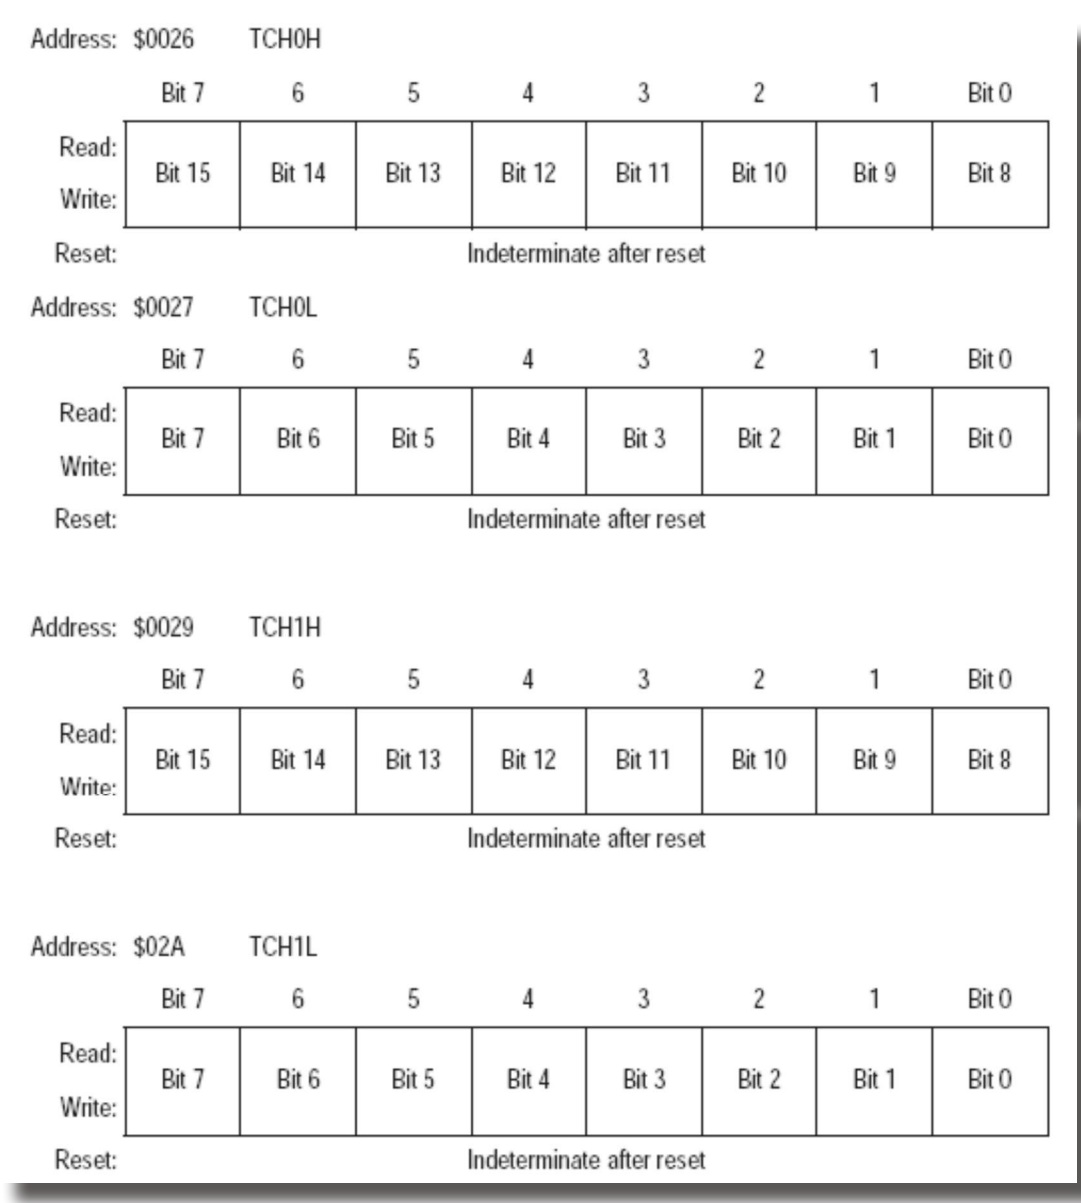 Address: $0026 TCH0H
Bit 7 6 5 4 3 2 1 Bit 0
Read:
Bit 15 Bit 14 Bit 13 Bit 12 Bit 11 Bit 10 Bit 9 Bit 8
Write:
Reset: Indeterminate after reset
Address: $0027 TCH0L
Bit 7 6 5 4 3 2 1 Bit 0
Read:
Bit 7 Bit 6 Bit 5 Bit 4 Bit 3 Bit 2 Bit 1 Bit 0
Write:
Reset: Indeterminate after reset
Address: $0029 TCH1H
Bit 7 6 5 4 3 2 1 Bit 0
Read:
Bit 15 Bit 14 Bit 13 Bit 12 Bit 11 Bit 10 Bit 9 Bit 8
Write:
Reset: Indeterminate after reset
Address: $02A TCH1L
Bit 7 6 5 4 3 2 1 Bit 0
Read:
Bit 7 Bit 6 Bit 5 Bit 4 Bit 3 Bit 2 Bit 1 Bit 0
Write:
Reset: Indeterminate after reset